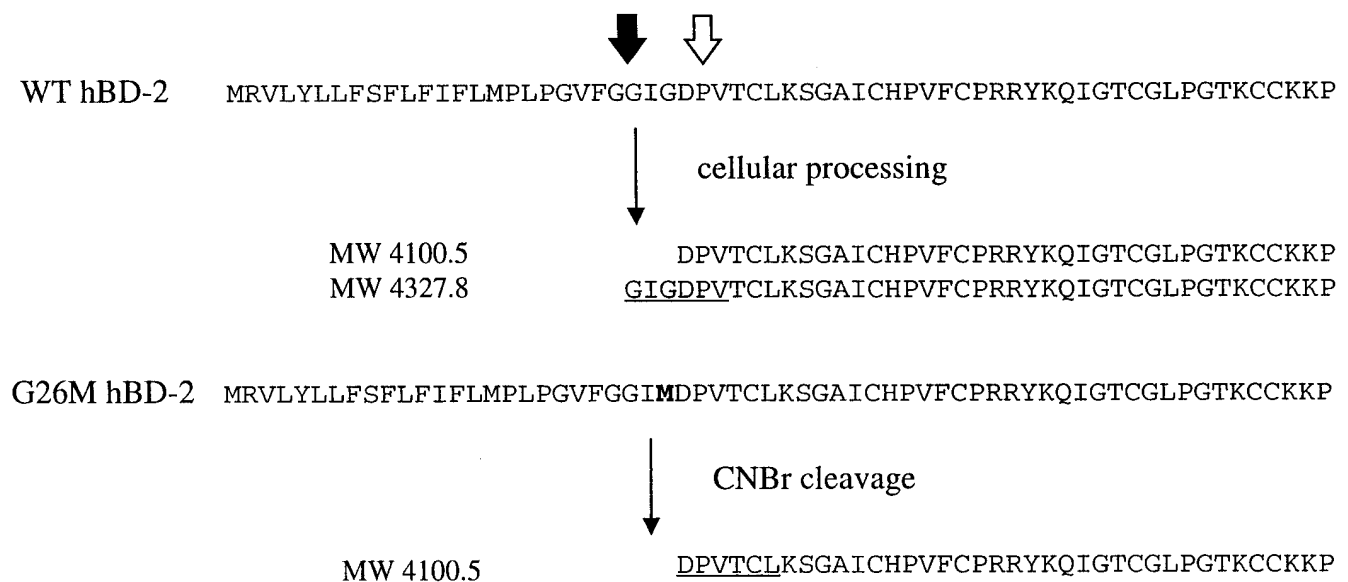 WT hBD-2 MRVLYLLFSFLFIFLMPLPGVFGGIGDPVTCLKSGAICHPVFCPRRYKQIGTCGLPGTKCCKKP
cellular processing
MW 4100.5 DPVTCLKSGAICHPVFCPRRYKQIGTCGLPGTKCCKKP
MW 4327.8 GIGDPVTCLKSGAICHPVFCPRRYKQIGTCGLPGTKCCKKP
G26M hBD-2 MRVLYLLFSFLFIFLMPLPGVFGGIMDPVTCLKSGAICHPVFCPRRYKQIGTCGLPGTKCCKKP
CNBr cleavage
MW 4100.5 DPVTCLKSGAICHPVFCPRRYKQIGTCGLPGTKCCKKP